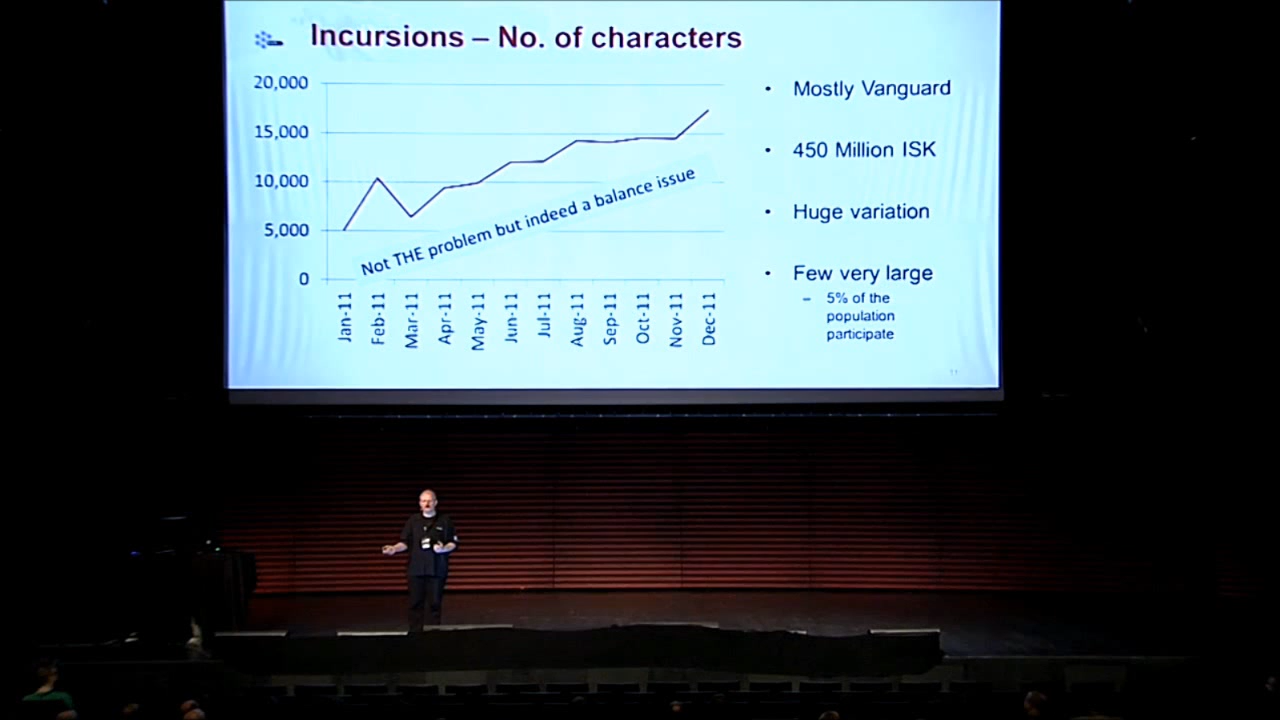 Incursions – No. of characters
20,000
15,000
10,000
5,000
0
Not THE problem but indeed a balance issue
Jan-11
Feb-11
Mar-11
Apr-11
May-11
Jun-11
Jul-11
Aug-11
Sep-11
Oct-11
Nov-11
Dec-11
• Mostly Vanguard
• 450 Million ISK
• Huge variation
• Few very large
– 5% of the
population
participate